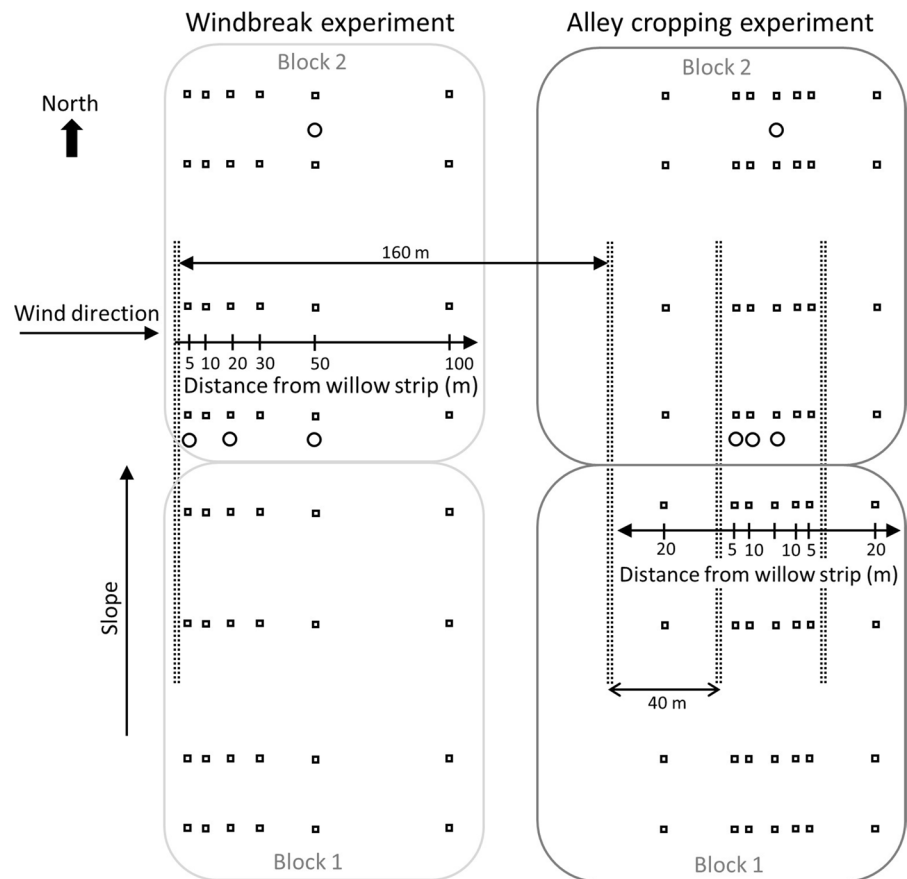 Windbreak experiment
Alley cropping experiment
Block 2
Block 2
North
160 m
Wind direction
5 10 20 30 50 100
Distance from willow strip (m)
20 5 10 10 5 20
Distance from willow strip (m)
Slope
40 m
Block 1
Block 1